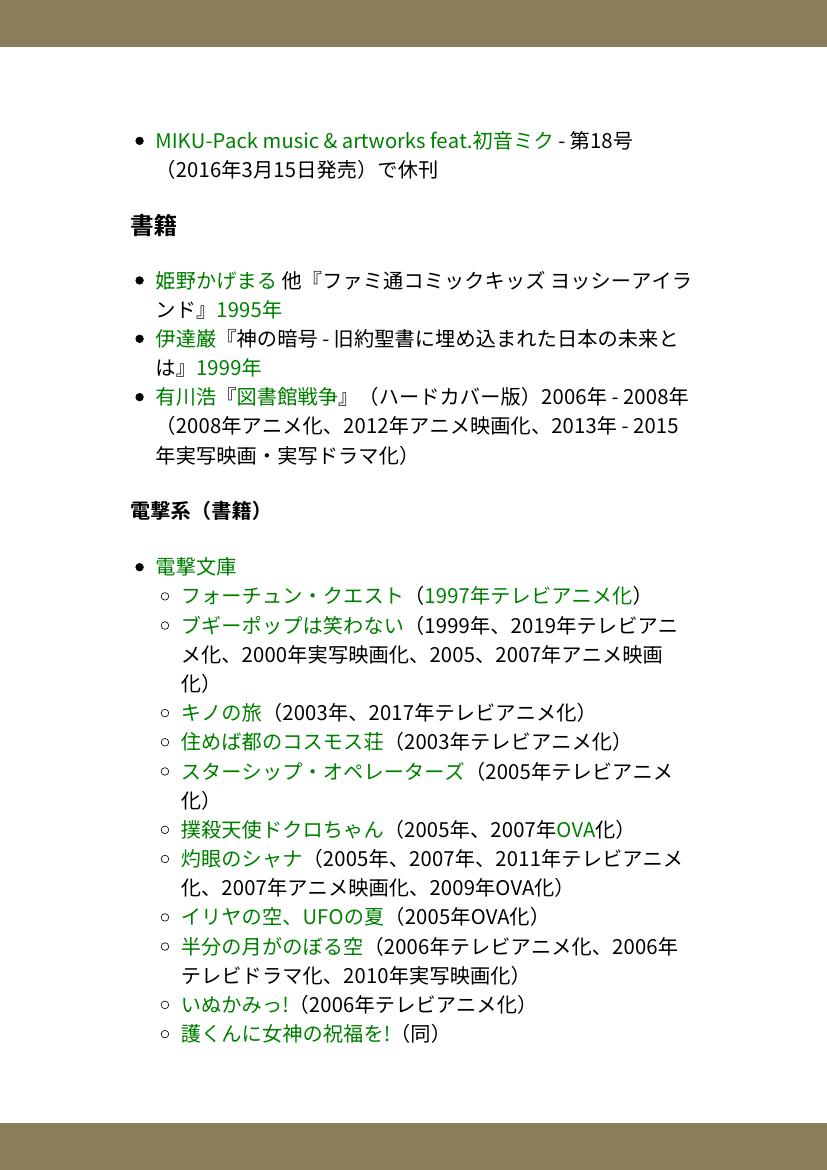 MIKU-Pack music & artworks feat.初音ミク - 第18号
（2016年3月15日発売）で休刊
書籍
姫野かげまる 他『ファミ通コミックキッズ ヨッシーアイラ
ンド』1995年
伊達巌『神の暗号 - 旧約聖書に埋め込まれた日本の未来と
は』1999年
有川浩『図書館戦争』（ハードカバー版）2006年 - 2008年
（2008年アニメ化、2012年アニメ映画化、2013年 - 2015
年実写映画・実写ドラマ化）
電撃系（書籍）
電撃文庫
フォーチュン・クエスト（1997年テレビアニメ化）
ブギーポップは笑わない（1999年、2019年テレビアニ
メ化、2000年実写映画化、2005、2007年アニメ映画
化）
キノの旅（2003年、2017年テレビアニメ化）
住めば都のコスモス荘（2003年テレビアニメ化）
スターシップ・オペレーターズ（2005年テレビアニメ
化）
撲殺天使ドクロちゃん（2005年、2007年OVA化）
灼眼のシャナ（2005年、2007年、2011年テレビアニメ
化、2007年アニメ映画化、2009年OVA化）
イリヤの空、UFOの夏（2005年OVA化）
半分の月がのぼる空（2006年テレビアニメ化、2006年
テレビドラマ化、2010年実写映画化）
いぬかみっ!（2006年テレビアニメ化）
護くんに女神の祝福を!（同）